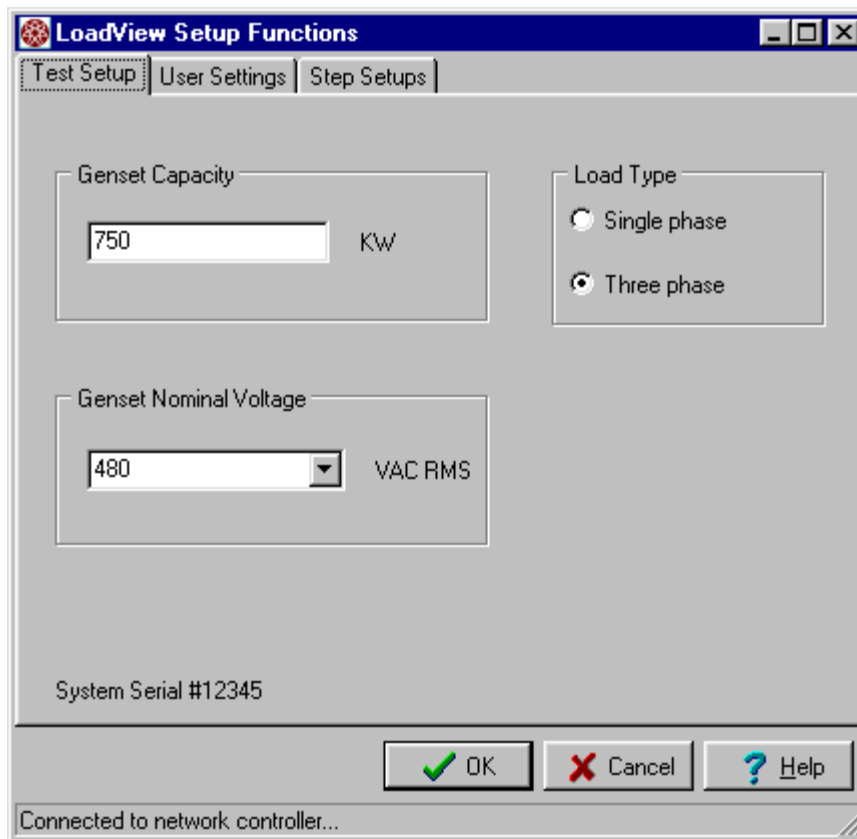 LoadView Setup Functions
Test Setup User Settings Step Setups
Genset Capacity
750 KW
Load Type
Single phase
Three phase
Genset Nominal Voltage
480 VAC RMS
System Serial #12345
OK Cancel Help
Connected to network controller...